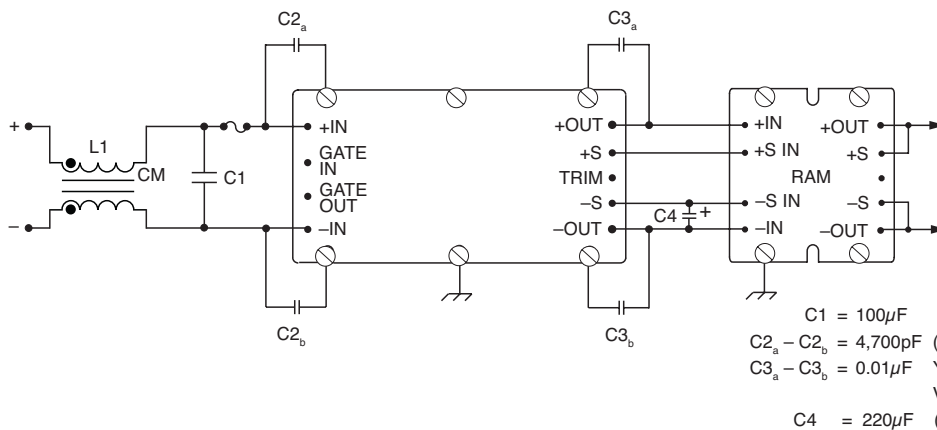 C2a
C3a
+
L1
CM
C1
+IN
GATE
IN
GATE
OUT
–IN
+OUT
+S
TRIM
–S
–OUT
C4
+
+IN
+S IN
–S IN
–IN
RAM
+OUT
+S
–S
–OUT
–
C2b
C3b
C1 = 100µF
C2a – C2b = 4,700pF (
C3a – C3b = 0.01µF
C4 = 220µF (